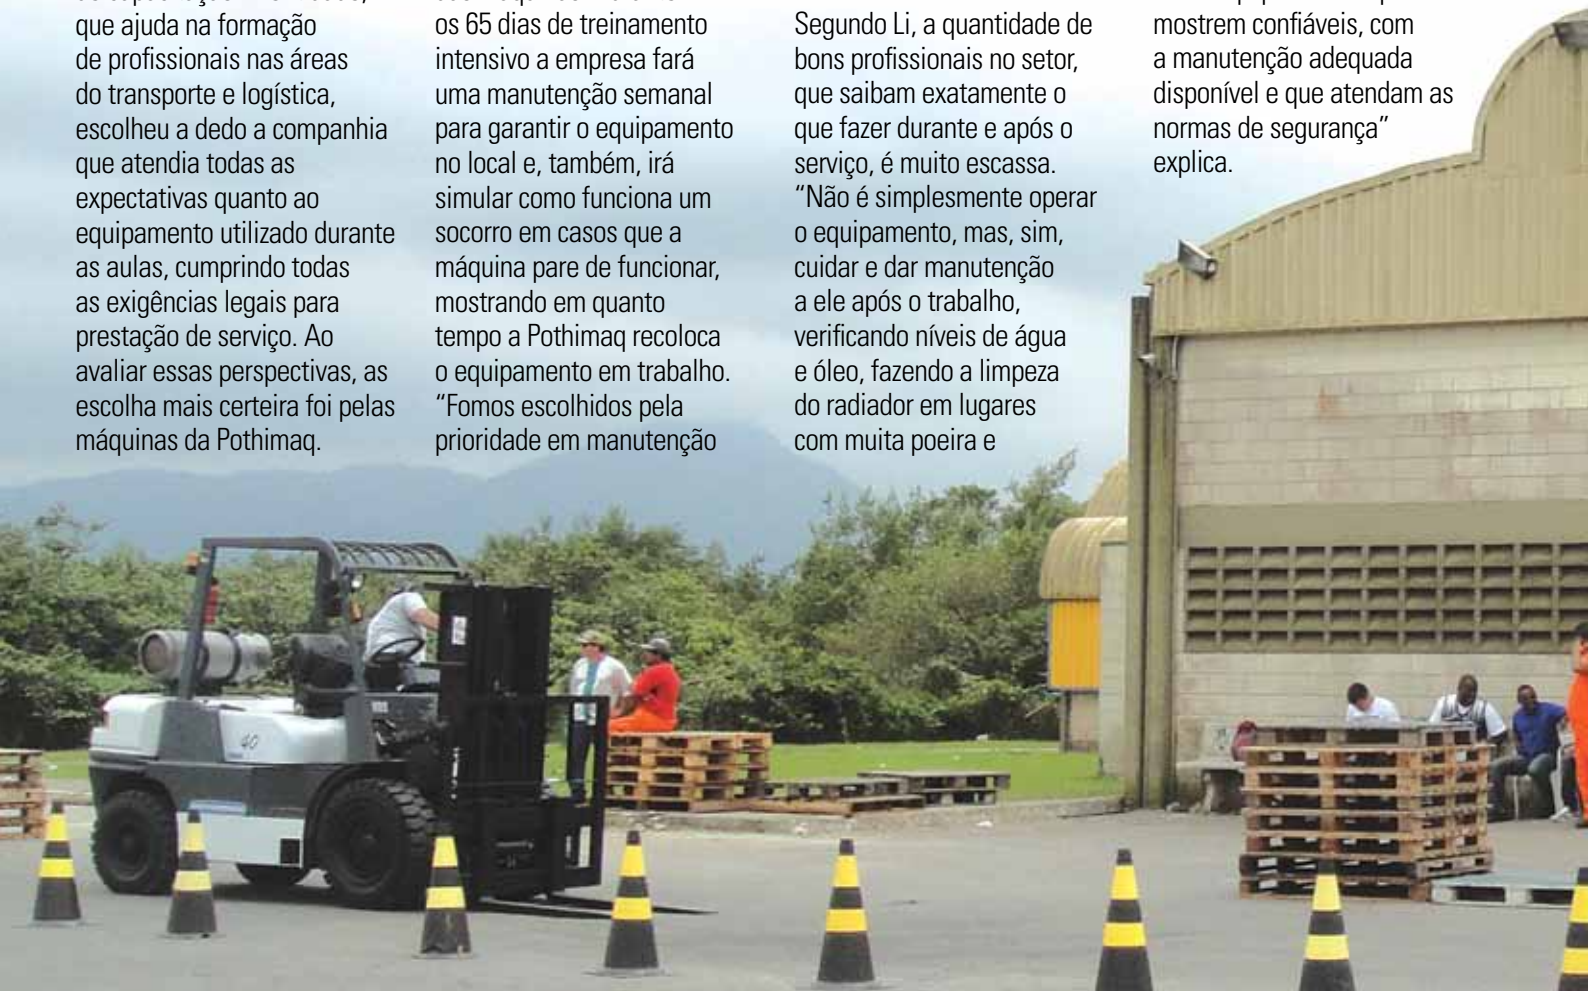 que ajuda na formação
de profissionais nas áreas
do transporte e logística,
escolheu a dedo a companhia
que atendia todas as
expectativas quanto ao
equipamento utilizado durante
as aulas, cumprindo todas
as exigências legais para
prestação de serviço. Ao
avaliar essas perspectivas, as
escolha mais certeira foi pelas
máquinas da Pothimaq.
os 65 dias de treinamento
intensivo a empresa fará
uma manutenção semanal
para garantir o equipamento
no local e, também, irá
simular como funciona um
socorro em casos que a
máquina pare de funcionar,
mostrando em quanto
tempo a Pothimaq recoloca
o equipamento em trabalho.
“Fomos escolhidos pela
prioridade em manutenção
Segundo Li, a quantidade de
bons profissionais no setor,
que saibam exatamente o
que fazer durante e após o
serviço, é muito escassa.
“Não é simplesmente operar
o equipamento, mas, sim,
cuidar e dar manutenção
a ele após o trabalho,
verificando níveis de água
e óleo, fazendo a limpeza
do radiador em lugares
com muita poeira e
mostrem confiáveis, com
a manutenção adequada
disponível e que atendam as
normas de segurança”
explica.
40